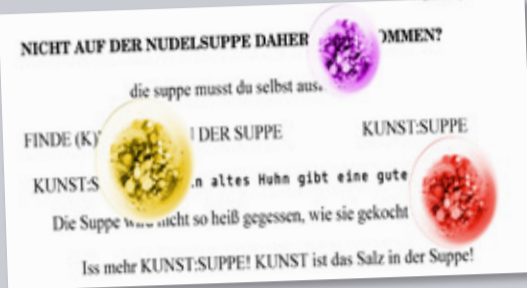 NICHT AUF DER NUDELSUPPE DAHER OMMEN?
die suppe musst du selbst aus
FINDE (K) DER SUPPE KUNST:SUPPE
KUNST:S n altes Huhn gibt eine gute
Die Suppe nicht so heiß gegessen, wie sie gekocht
Iss mehr KUNST:SUPPE! KUNST ist das Salz in der Suppe!